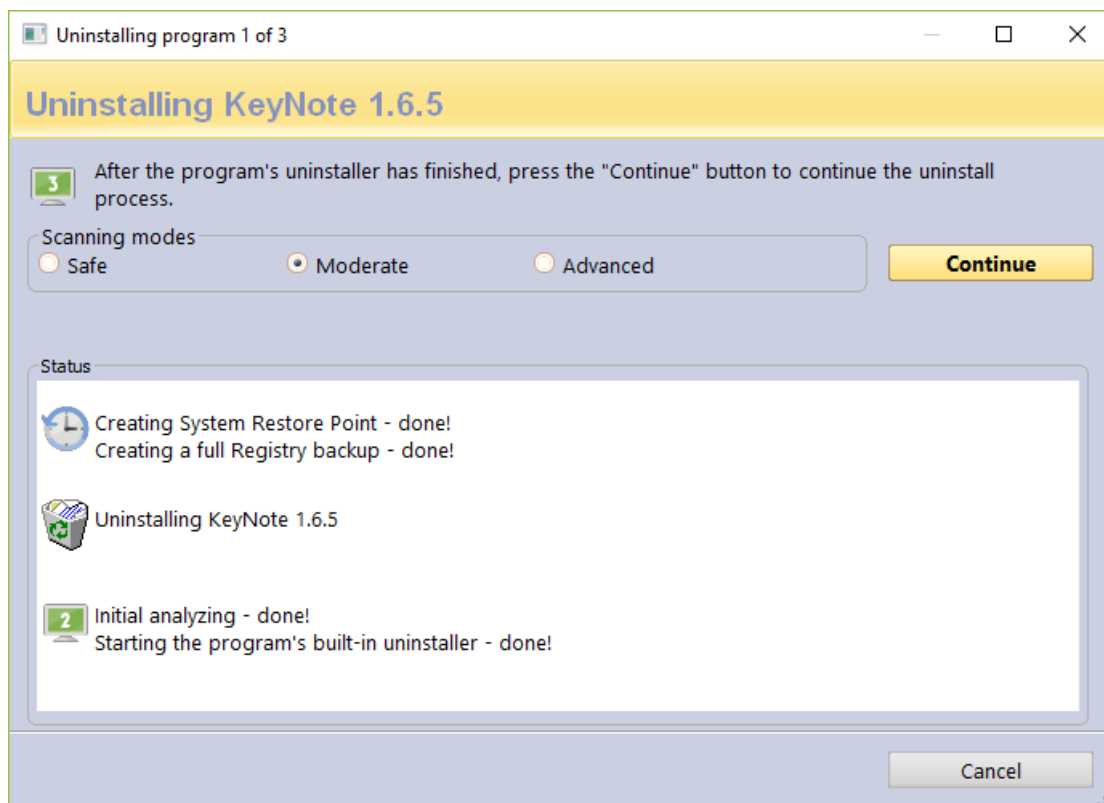 Uninstalling program 1 of 3
Uninstalling KeyNote 1.6.5
3
After the program's uninstaller has finished, press the "Continue" button to continue the uninstall
process.
Scanning modes
Safe
Moderate
Advanced
Continue
Status
Creating System Restore Point - done!
Creating a full Registry backup - done!
Uninstalling KeyNote 1.6.5
2
Initial analyzing - done!
Starting the program's built-in uninstaller - done!
Cancel